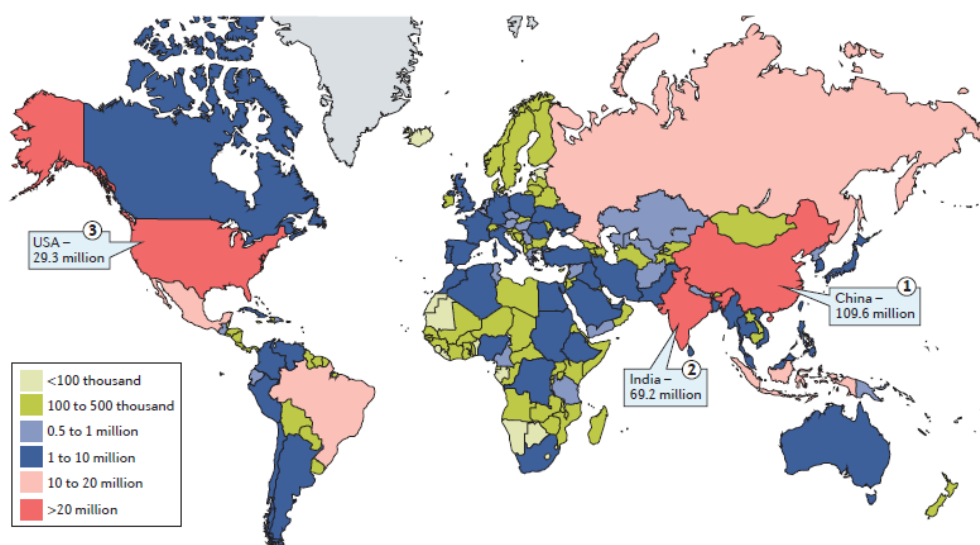 3
USA –
29.3 million
1
China –
109.6 million
2
India –
69.2 million
<100 thousand
100 to 500 thousand
0.5 to 1 million
1 to 10 million
10 to 20 million
>20 million